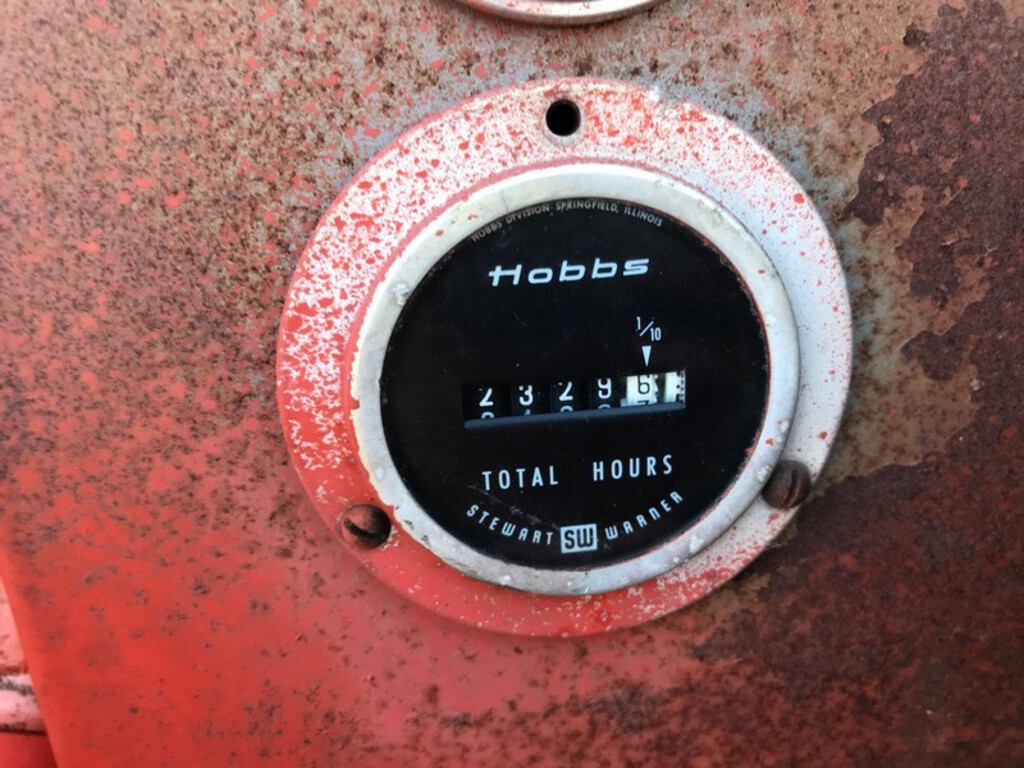 HOBBS DIVISION SPRINGFIELD, ILLINOIS
Hobbs
1/10
2 3 2 9 6
TOTAL HOURS
STEWART SW WARNER